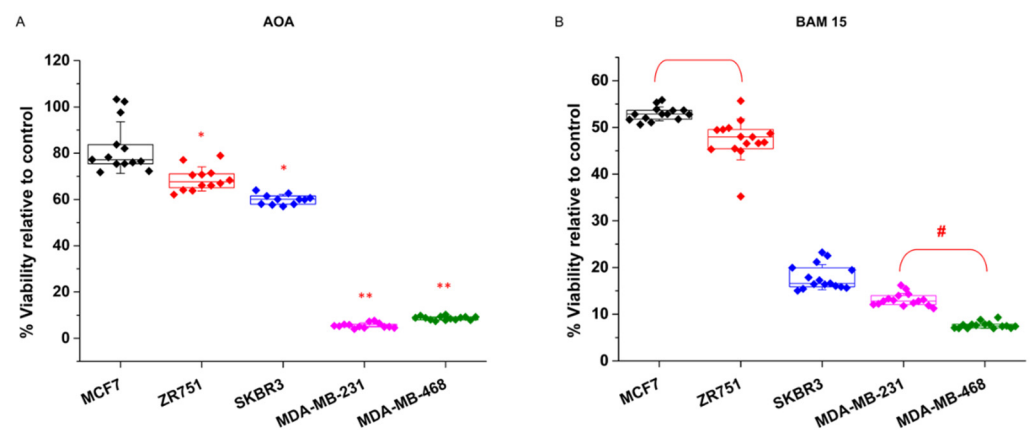 A
AOA
% Viability relative to control
120
100
80
60
40
20
0
*
*
**
**
MCF7
ZR751
SKBR3
MDA-MB-231
MDA-MB-468
B
BAM 15
% Viability relative to control
60
50
40
30
20
10
0
#
MCF7
ZR751
SKBR3
MDA-MB-231
MDA-MB-468